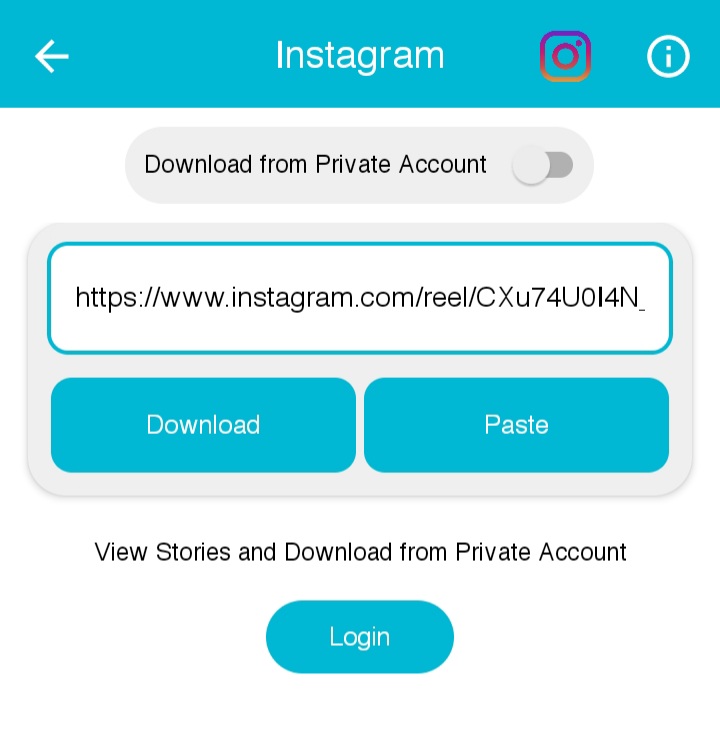 Instagram
Download from Private Account
https://www.instagram.com/reel/CXu74U0I4N_
Download
Paste
View Stories and Download from Private Account
Login